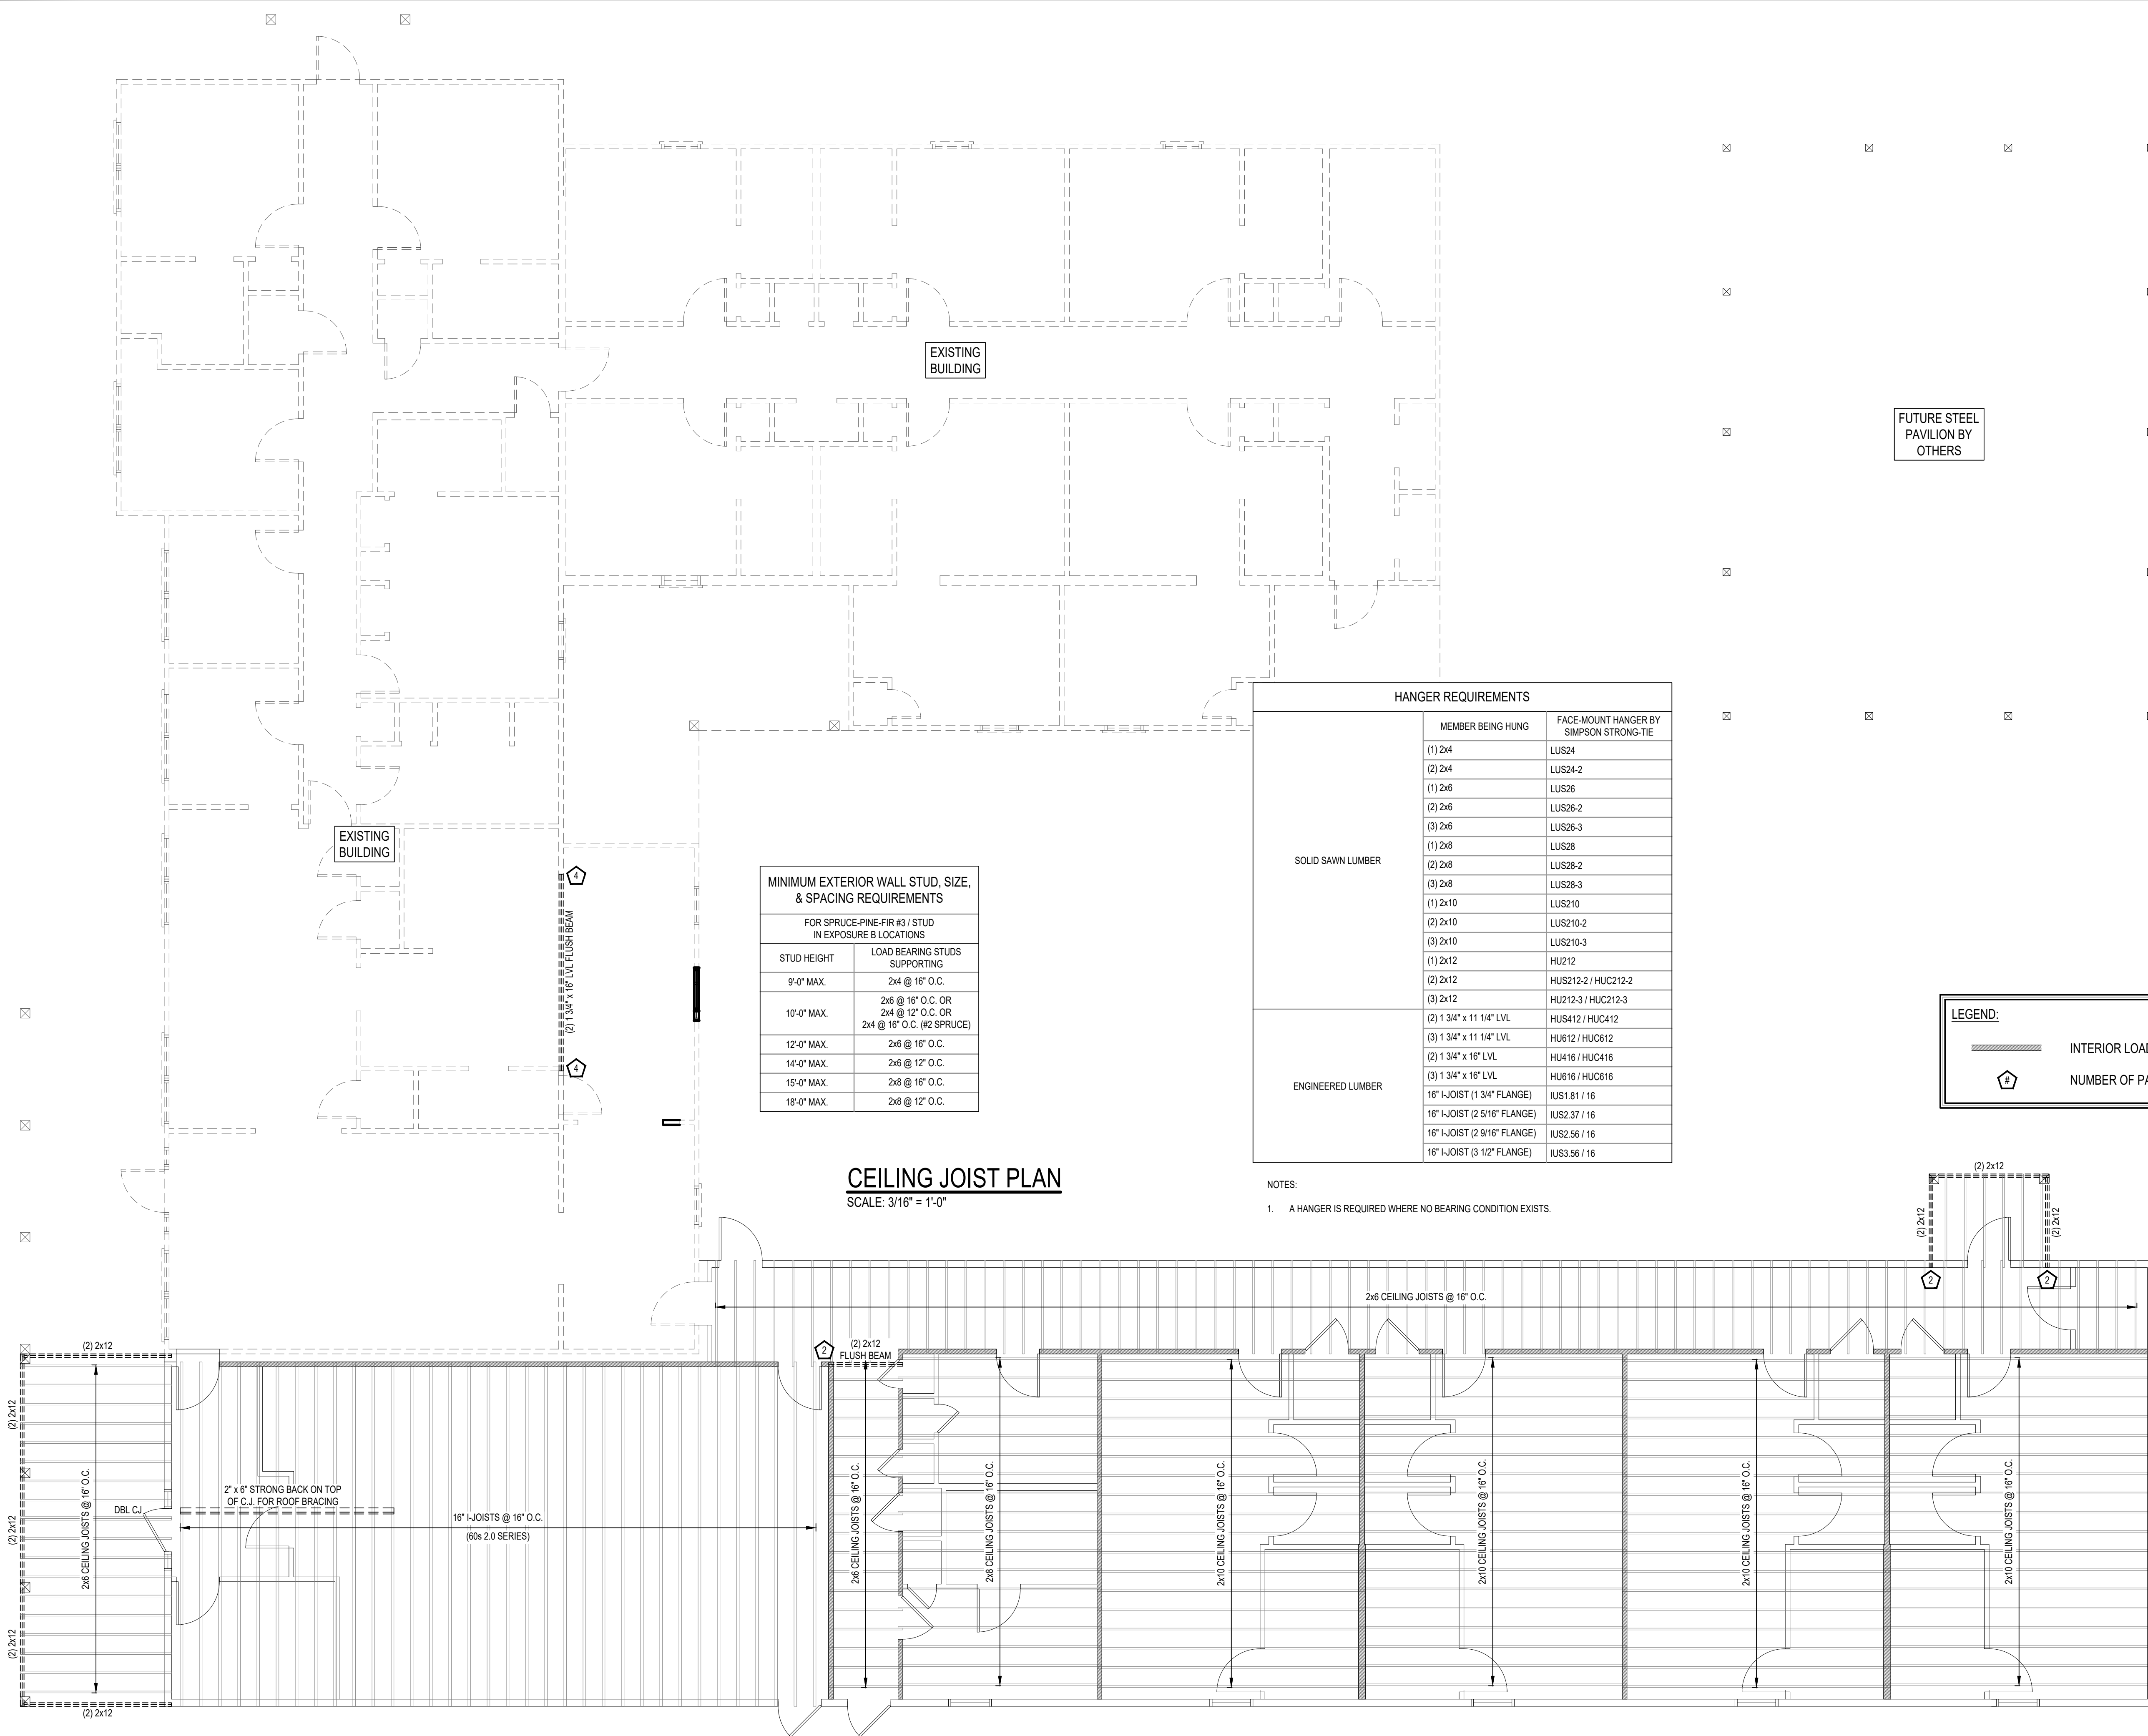 EXISTING
BUILDING
FUTURE STEEL
PAVILION BY
OTHERS
EXISTING
BUILDING
4
(2) 1 3/4" x 16" LVL FLUSH BEAM
4
MINIMUM EXTERIOR WALL STUD, SIZE,
& SPACING REQUIREMENTS
FOR SPRUCE-PINE-FIR #3 / STUD
IN EXPOSURE B LOCATIONS
STUD HEIGHT LOAD BEARING STUDS SUPPORTING
9'-0" MAX. 2x4 @ 16" O.C.
10'-0" MAX. 2x6 @ 16" O.C. OR
2x4 @ 12" O.C. OR
2x4 @ 16" O.C. (#2 SPRUCE)
12'-0" MAX. 2x6 @ 16" O.C.
14'-0" MAX. 2x6 @ 12" O.C.
15'-0" MAX. 2x8 @ 16" O.C.
18'-0" MAX. 2x8 @ 12" O.C.
HANGER REQUIREMENTS
MEMBER BEING HUNG FACE-MOUNT HANGER BY SIMPSON STRONG-TIE
SOLID SAWN LUMBER
(1) 2x4 LUS24
(2) 2x4 LUS24-2
(1) 2x6 LUS26
(2) 2x6 LUS26-2
(3) 2x6 LUS26-3
(1) 2x8 LUS28
(2) 2x8 LUS28-2
(3) 2x8 LUS28-3
(1) 2x10 LUS210
(2) 2x10 LUS210-2
(3) 2x10 LUS210-3
(1) 2x12 HU212
(2) 2x12 HUS212-2 / HUC212-2
(3) 2x12 HU212-3 / HUC212-3
ENGINEERED LUMBER
(2) 1 3/4" x 11 1/4" LVL HUS412 / HUC412
(3) 1 3/4" x 11 1/4" LVL HU612 / HUC612
(2) 1 3/4" x 16" LVL HU416 / HUC416
(3) 1 3/4" x 16" LVL HU616 / HUC616
16" I-JOIST (1 3/4" FLANGE) IUS1.81 / 16
16" I-JOIST (2 5/16" FLANGE) IUS2.37 / 16
16" I-JOIST (2 9/16" FLANGE) IUS2.56 / 16
16" I-JOIST (3 1/2" FLANGE) IUS3.56 / 16
NOTES:
1. A HANGER IS REQUIRED WHERE NO BEARING CONDITION EXISTS.
LEGEND:
INTERIOR LOA
# NUMBER OF PA
CEILING JOIST PLAN
SCALE: 3/16" = 1'-0"
(2) 2x12
(2) 2x12
(2) 2x12
2
2
2x6 CEILING JOISTS @ 16" O.C.
2
(2) 2x12
FLUSH BEAM
(2) 2x12
(2) 2x12
(2) 2x12
(2) 2x12
(2) 2x12
2x6 CEILING JOISTS @ 16" O.C.
DBL CJ
2" x 6" STRONG BACK ON TOP
OF C.J. FOR ROOF BRACING
16" I-JOISTS @ 16" O.C.
(60s 2.0 SERIES)
2x6 CEILING JOISTS @ 16" O.C.
2x8 CEILING JOISTS @ 16" O.C.
2x10 CEILING JOISTS @ 16" O.C.
2x10 CEILING JOISTS @ 16" O.C.
2x10 CEILING JOISTS @ 16" O.C.
2x10 CEILING JOISTS @ 16" O.C.